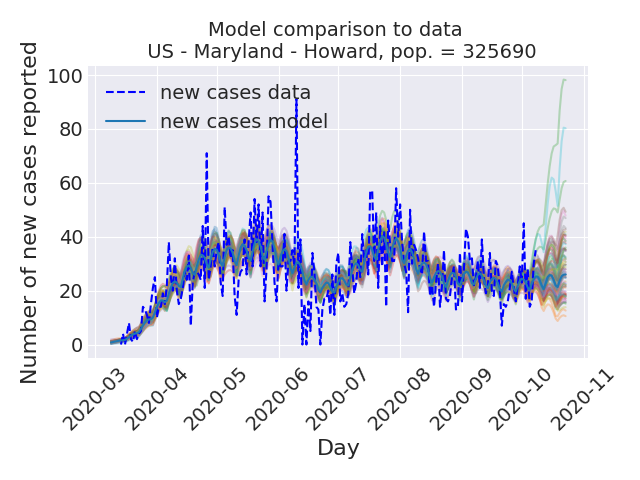 Model comparison to data
US - Maryland - Howard, pop. = 325690
Number of new cases reported
100
80
60
40
20
0
new cases data
new cases model
2020-03
2020-04
2020-05
2020-06
2020-07
2020-08
2020-09
2020-10
2020-11
Day